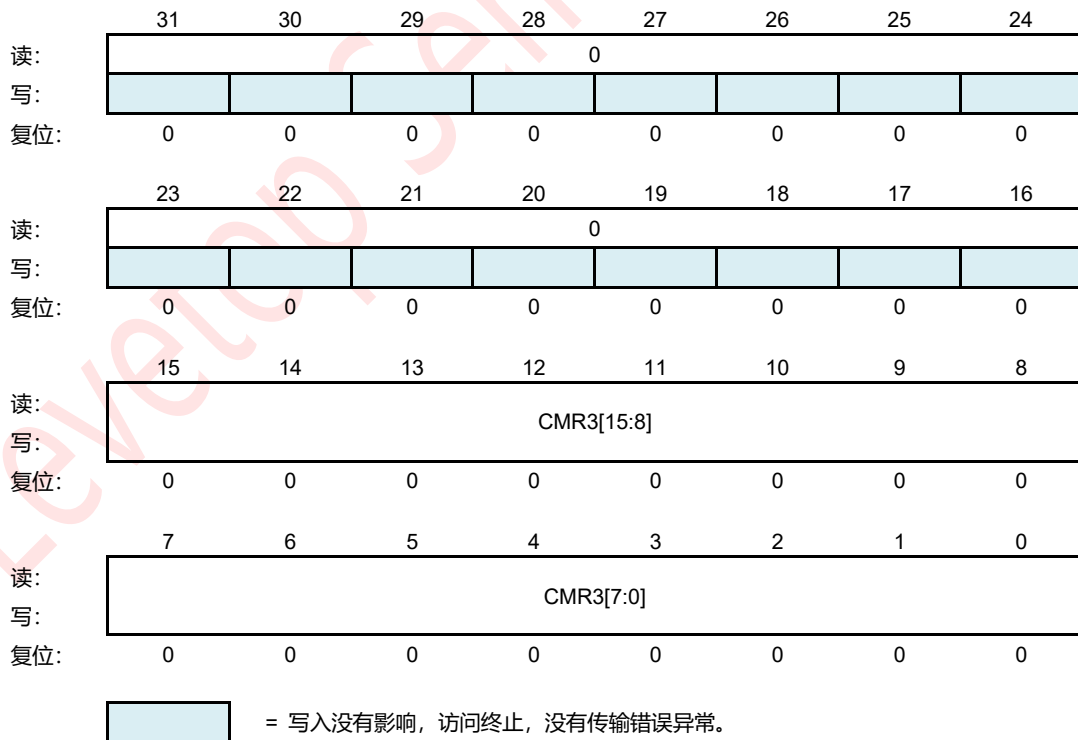 31 30 29 28 27 26 25 24
读： 0
写：
复位： 0 0 0 0 0 0 0 0
23 22 21 20 19 18 17 16
读： 0
写：
复位： 0 0 0 0 0 0 0 0
15 14 13 12 11 10 9 8
读：
CMR3[15:8]
写：
复位： 0 0 0 0 0 0 0 0
7 6 5 4 3 2 1 0
读：
CMR3[7:0]
写：
复位： 0 0 0 0 0 0 0 0
= 写入没有影响，访问终止，没有传输错误异常。
Levetop